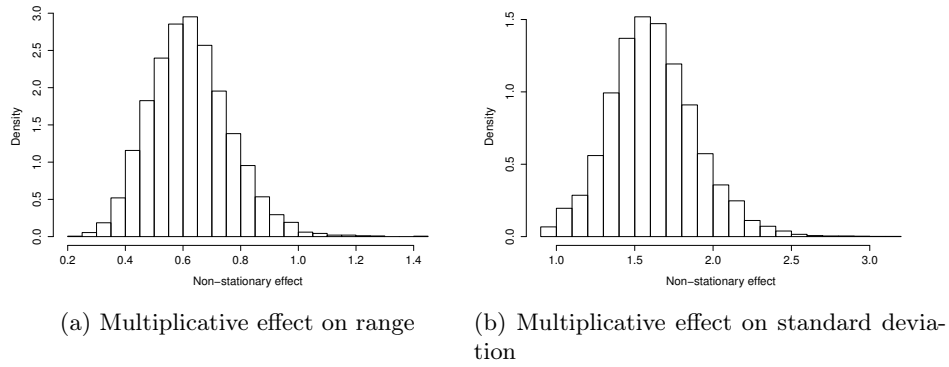 Density
0.0 0.5 1.0 1.5 2.0 2.5 3.0
0.2 0.4 0.6 0.8 1.0 1.2 1.4
Non−stationary effect
(a) Multiplicative effect on range
Density
0.0 0.5 1.0 1.5
1.0 1.5 2.0 2.5 3.0
Non−stationary effect
(b) Multiplicative effect on standard devia-
tion